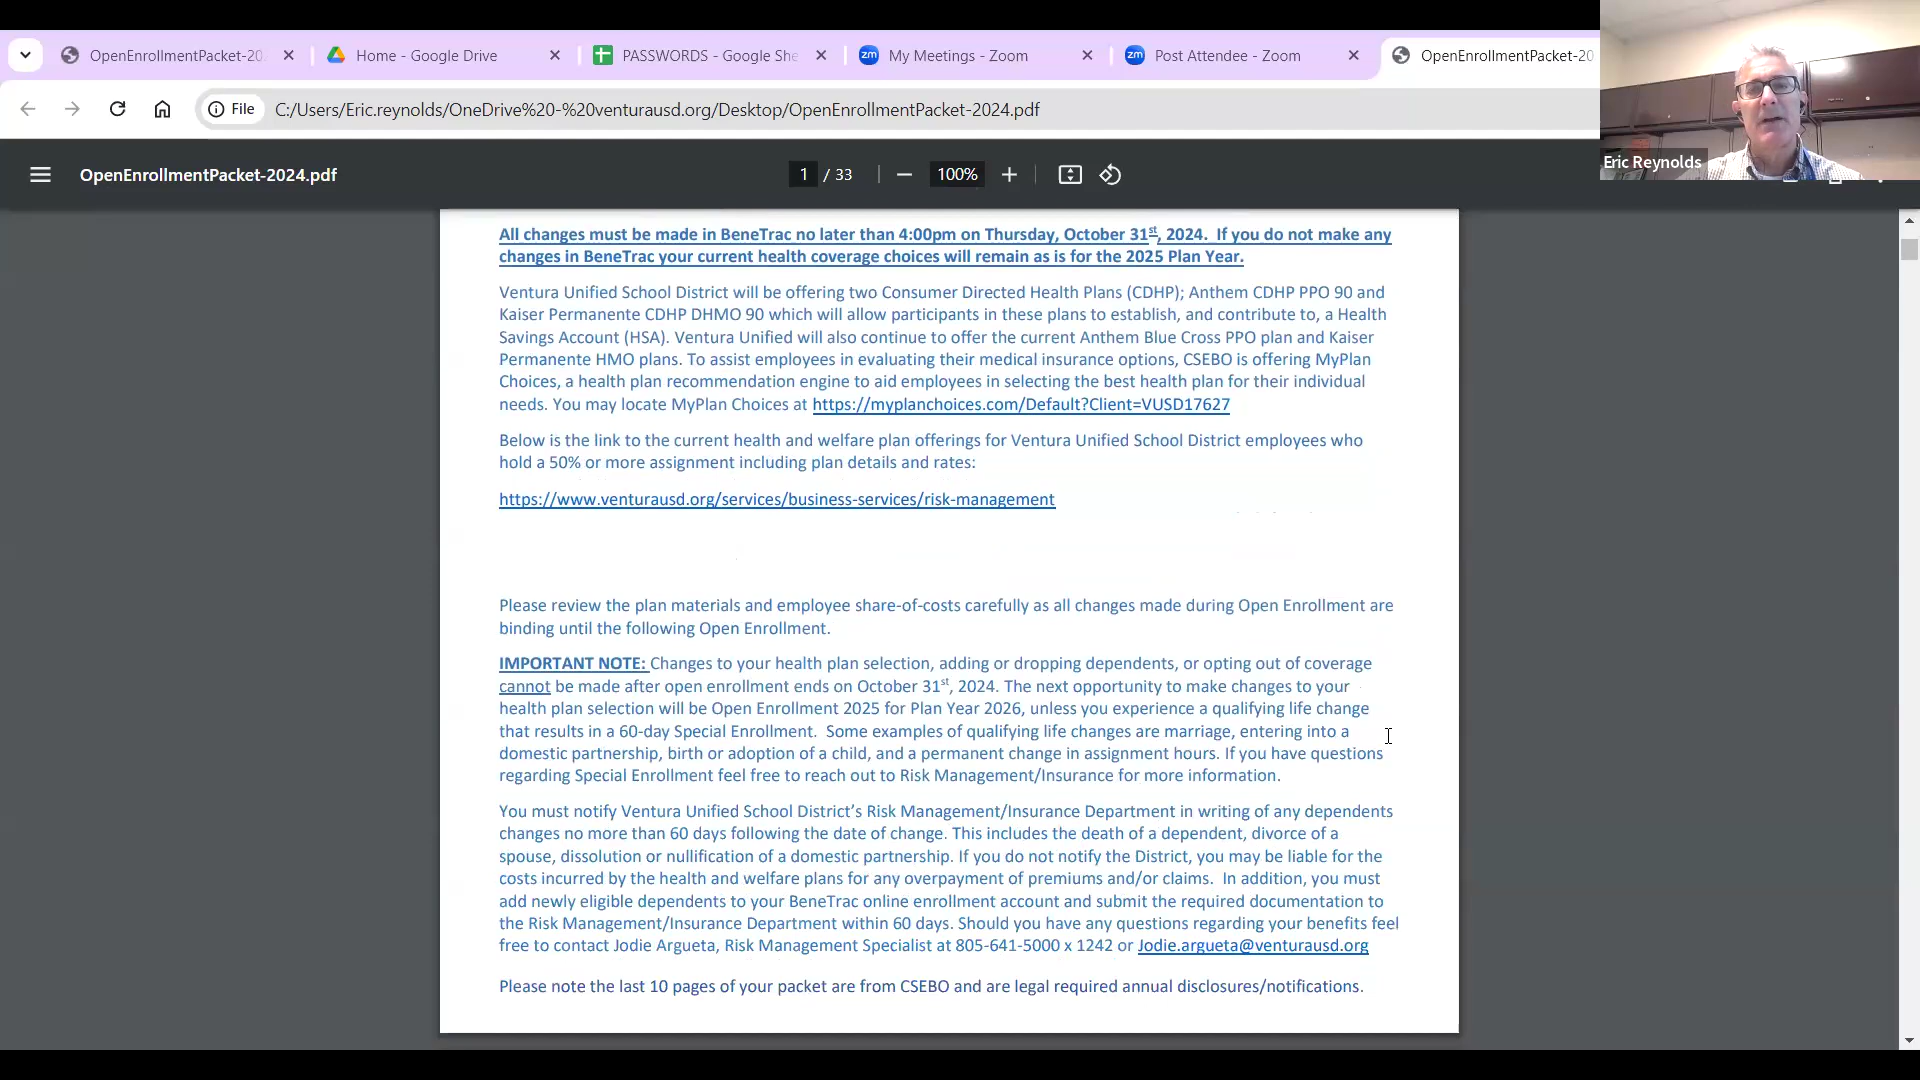 OpenEnrollmentPacket-20
Home - Google Drive
PASSWORDS - Google She
zm
My Meetings - Zoom
zm
Post Attendee - Zoom
OpenEnrollmentPacket-20
File
C:/Users/Eric.reynolds/OneDrive%20-%20venturausd.org/Desktop/OpenEnrollmentPacket-2024.pdf
Eric Reynolds
OpenEnrollmentPacket-2024.pdf
1 / 33
100%
All changes must be made in BeneTrac no later than 4:00pm on Thursday, October 31st, 2024. If you do not make any
changes in BeneTrac your current health coverage choices will remain as is for the 2025 Plan Year.
Ventura Unified School District will be offering two Consumer Directed Health Plans (CDHP); Anthem CDHP PPO 90 and
Kaiser Permanente CDHP DHMO 90 which will allow participants in these plans to establish, and contribute to, a Health
Savings Account (HSA). Ventura Unified will also continue to offer the current Anthem Blue Cross PPO plan and Kaiser
Permanente HMO plans. To assist employees in evaluating their medical insurance options, CSEBO is offering MyPlan
Choices, a health plan recommendation engine to aid employees in selecting the best health plan for their individual
needs. You may locate MyPlan Choices at https://myplanchoices.com/Default?Client=VUSD17627
Below is the link to the current health and welfare plan offerings for Ventura Unified School District employees who
hold a 50% or more assignment including plan details and rates:
https://www.venturausd.org/services/business-services/risk-management
Please review the plan materials and employee share-of-costs carefully as all changes made during Open Enrollment are
binding until the following Open Enrollment.
IMPORTANT NOTE: Changes to your health plan selection, adding or dropping dependents, or opting out of coverage
cannot be made after open enrollment ends on October 31st, 2024. The next opportunity to make changes to your
health plan selection will be Open Enrollment 2025 for Plan Year 2026, unless you experience a qualifying life change
that results in a 60-day Special Enrollment. Some examples of qualifying life changes are marriage, entering into a
domestic partnership, birth or adoption of a child, and a permanent change in assignment hours. If you have questions
regarding Special Enrollment feel free to reach out to Risk Management/Insurance for more information.
You must notify Ventura Unified School District’s Risk Management/Insurance Department in writing of any dependents
changes no more than 60 days following the date of change. This includes the death of a dependent, divorce of a
spouse, dissolution or nullification of a domestic partnership. If you do not notify the District, you may be liable for the
costs incurred by the health and welfare plans for any overpayment of premiums and/or claims. In addition, you must
add newly eligible dependents to your BeneTrac online enrollment account and submit the required documentation to
the Risk Management/Insurance Department within 60 days. Should you have any questions regarding your benefits feel
free to contact Jodie Argueta, Risk Management Specialist at 805-641-5000 x 1242 or Jodie.argueta@venturausd.org
Please note the last 10 pages of your packet are from CSEBO and are legal required annual disclosures/notifications.